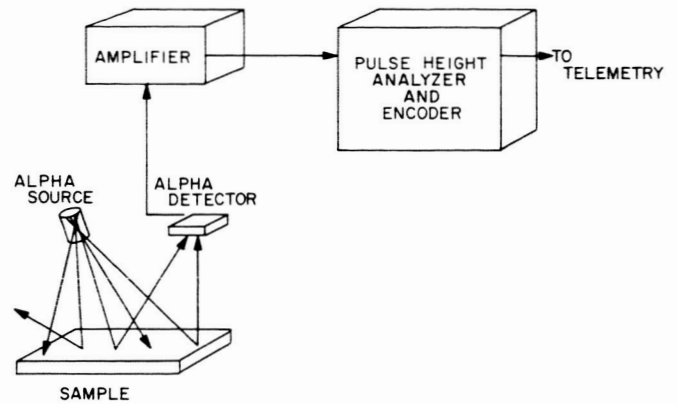 AMPLIFIER
PULSE HEIGHT
ANALYZER
AND
ENCODER
TO
TELEMETRY
ALPHA
SOURCE
ALPHA
DETECTOR
SAMPLE